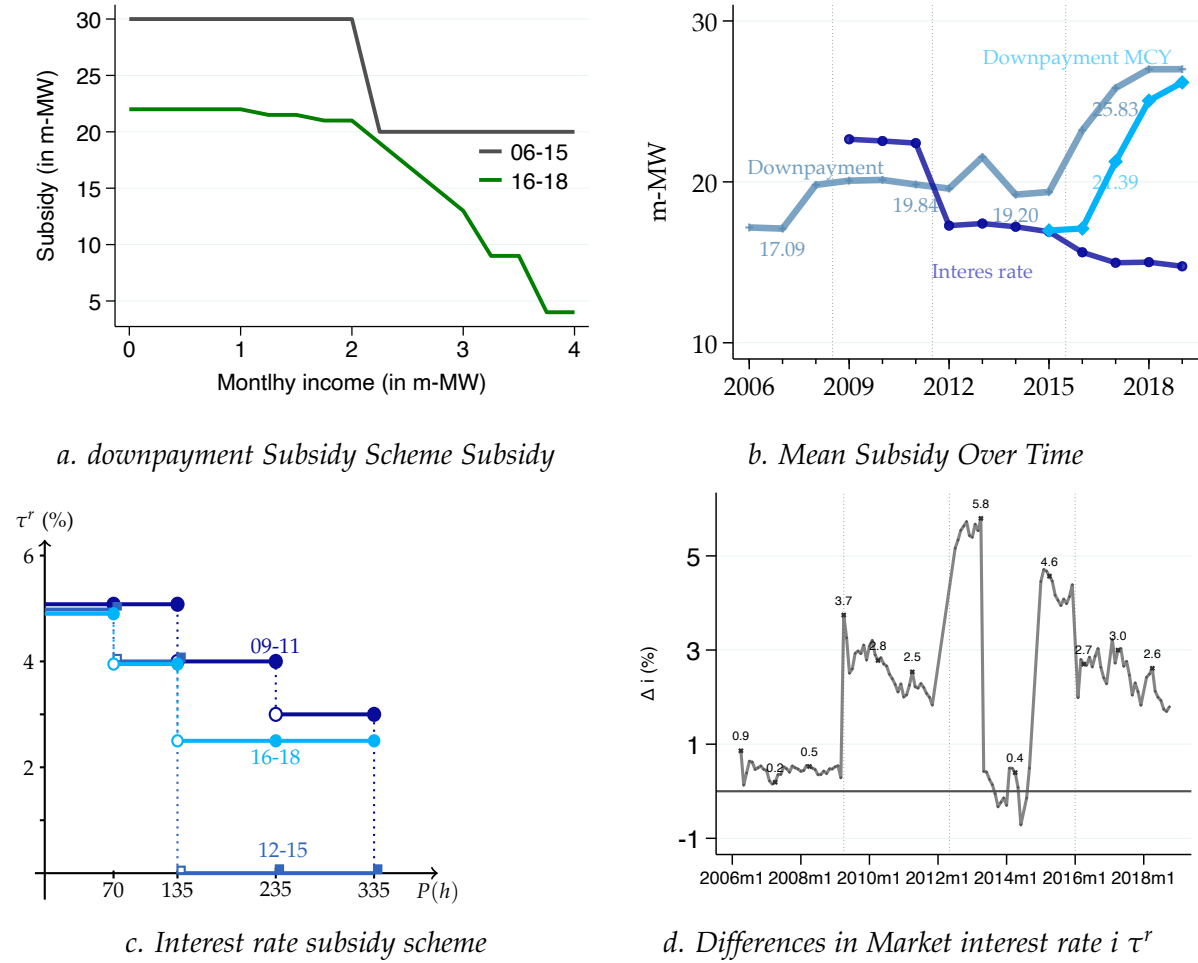 30
25
20
15
10
5
Subsidy (in m-MW)
06-15
16-18
0 1 2 3 4
Montlhy income (in m-MW)
a. downpayment Subsidy Scheme Subsidy
30
20
10
m-MW
Downpayment MCY
25.83
Downpayment
21.39
19.84
19.20
17.09
Interes rate
2006 2009 2012 2015 2018
b. Mean Subsidy Over Time
τʳ (%)
6
4
2
09-11
16-18
12-15
70 135 235 335 P(h)
c. Interest rate subsidy scheme
5
3
1
-1
Δ i (%)
5.8
4.6
3.7
2.8
2.5
2.7
3.0
2.6
0.9
0.2
0.5
0.4
2006m1 2008m1 2010m1 2012m1 2014m1 2016m1 2018m1
d. Differences in Market interest rate i τʳ